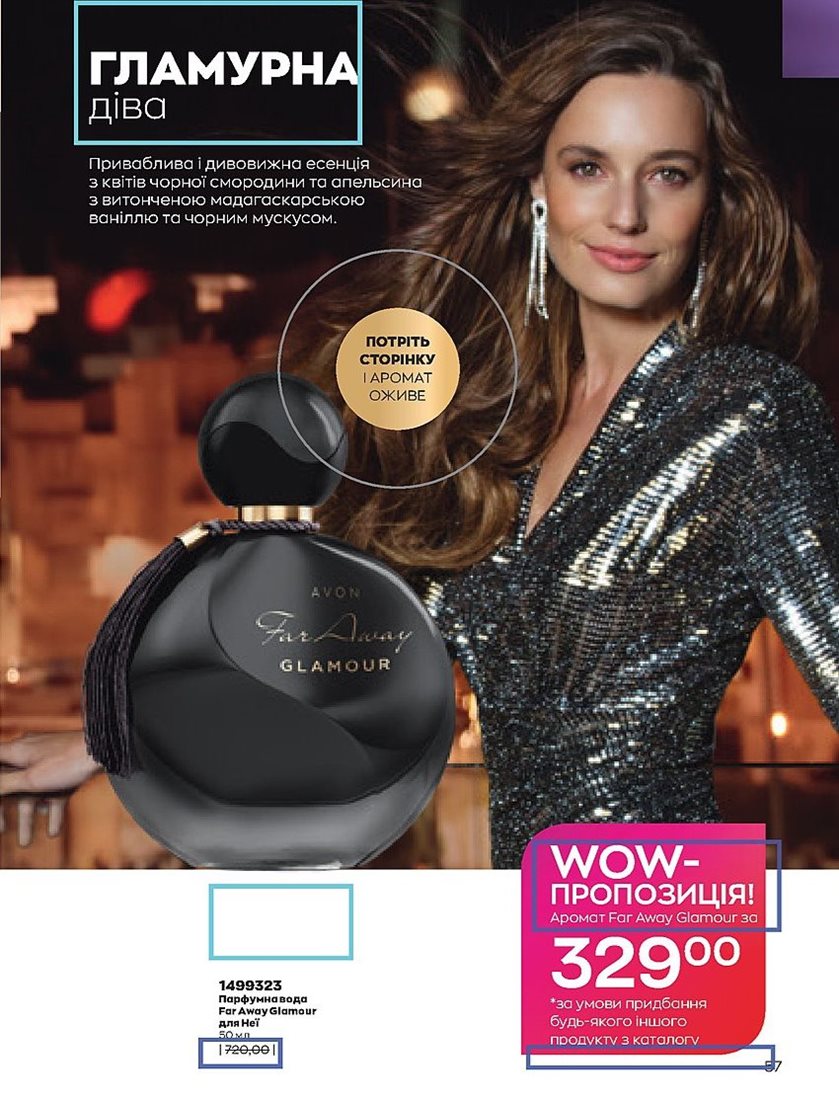 ГЛАМУРНА
діва
Приваблива і дивовижна есенція
з квітів чорної смородини та апельсина
з витонченою мадагаскарською
ваніллю та чорним мускусом.
ПОТРІТЬ
СТОРІНКУ
І АРОМАТ
ОЖИВЕ
AVON
Far Away
GLAMOUR
WOW-
ПРОПОЗИЦІЯ!
Аромат Far Away Glamour за
32900
*за умови придбання
будь-якого іншого
продукту з каталогу
1499323
Парфумна вода
Far Away Glamour
для Неї
50 мл
| 720,00 |
57